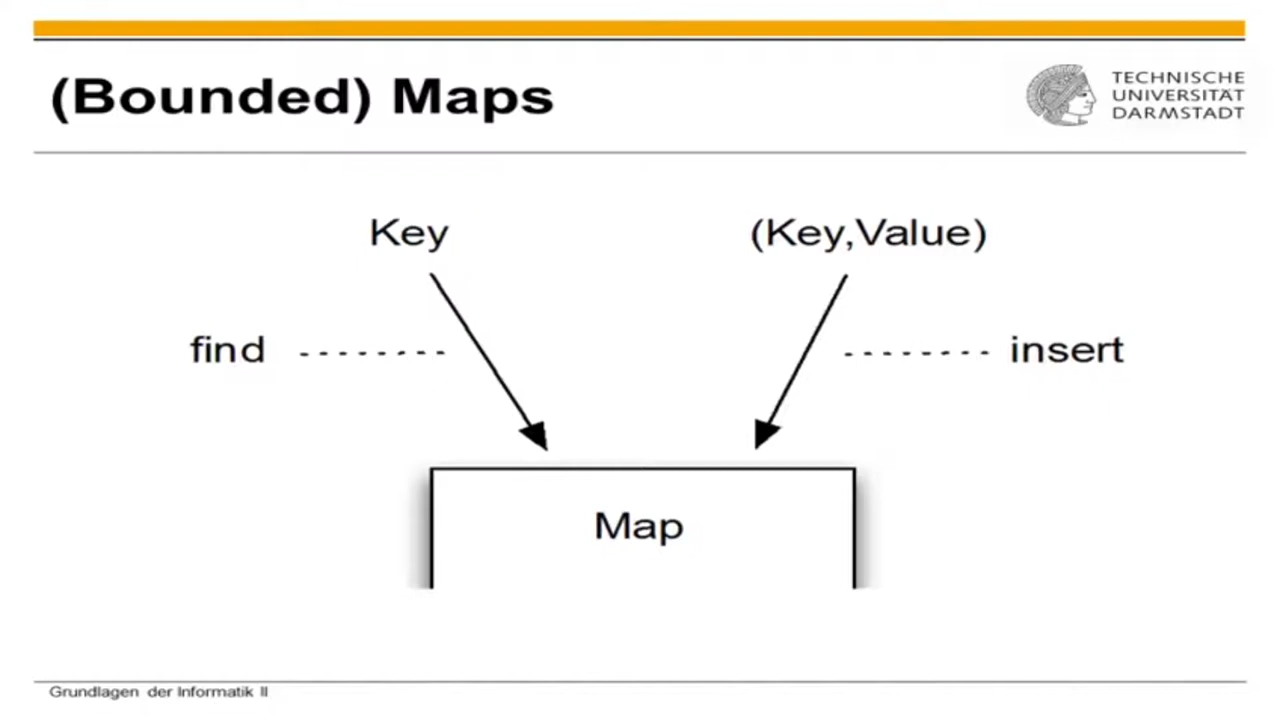 (Bounded) Maps
TECHNISCHE
UNIVERSITÄT
DARMSTADT
Key
(Key,Value)
find
insert
Map
Grundlagen der Informatik II